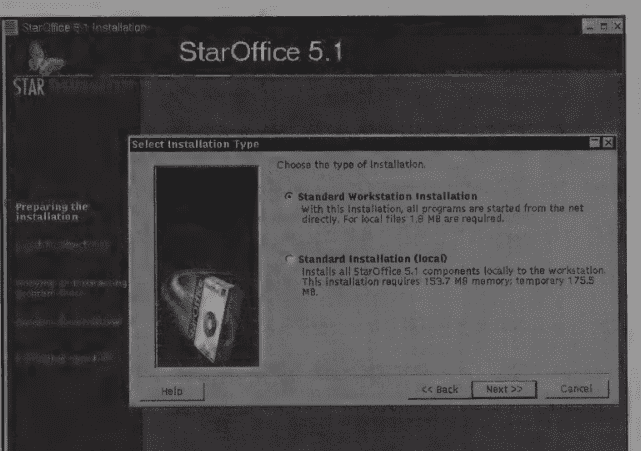 StarOffice 5.1 Installation
StarOffice 5.1
STAR
Select Installation Type
Choose the type of installation.
Standard Workstation Installation
With this installation, all programs are started from the net
directly. For local files 1.9 MB are required.
Standard Installation (local)
Installs all StarOffice 5.1 components locally to the workstation.
This installation requires 153.7 MB memory; temporary 175.5
MB.
Preparing the
installation
Help
<< Back
Next >>
Cancel